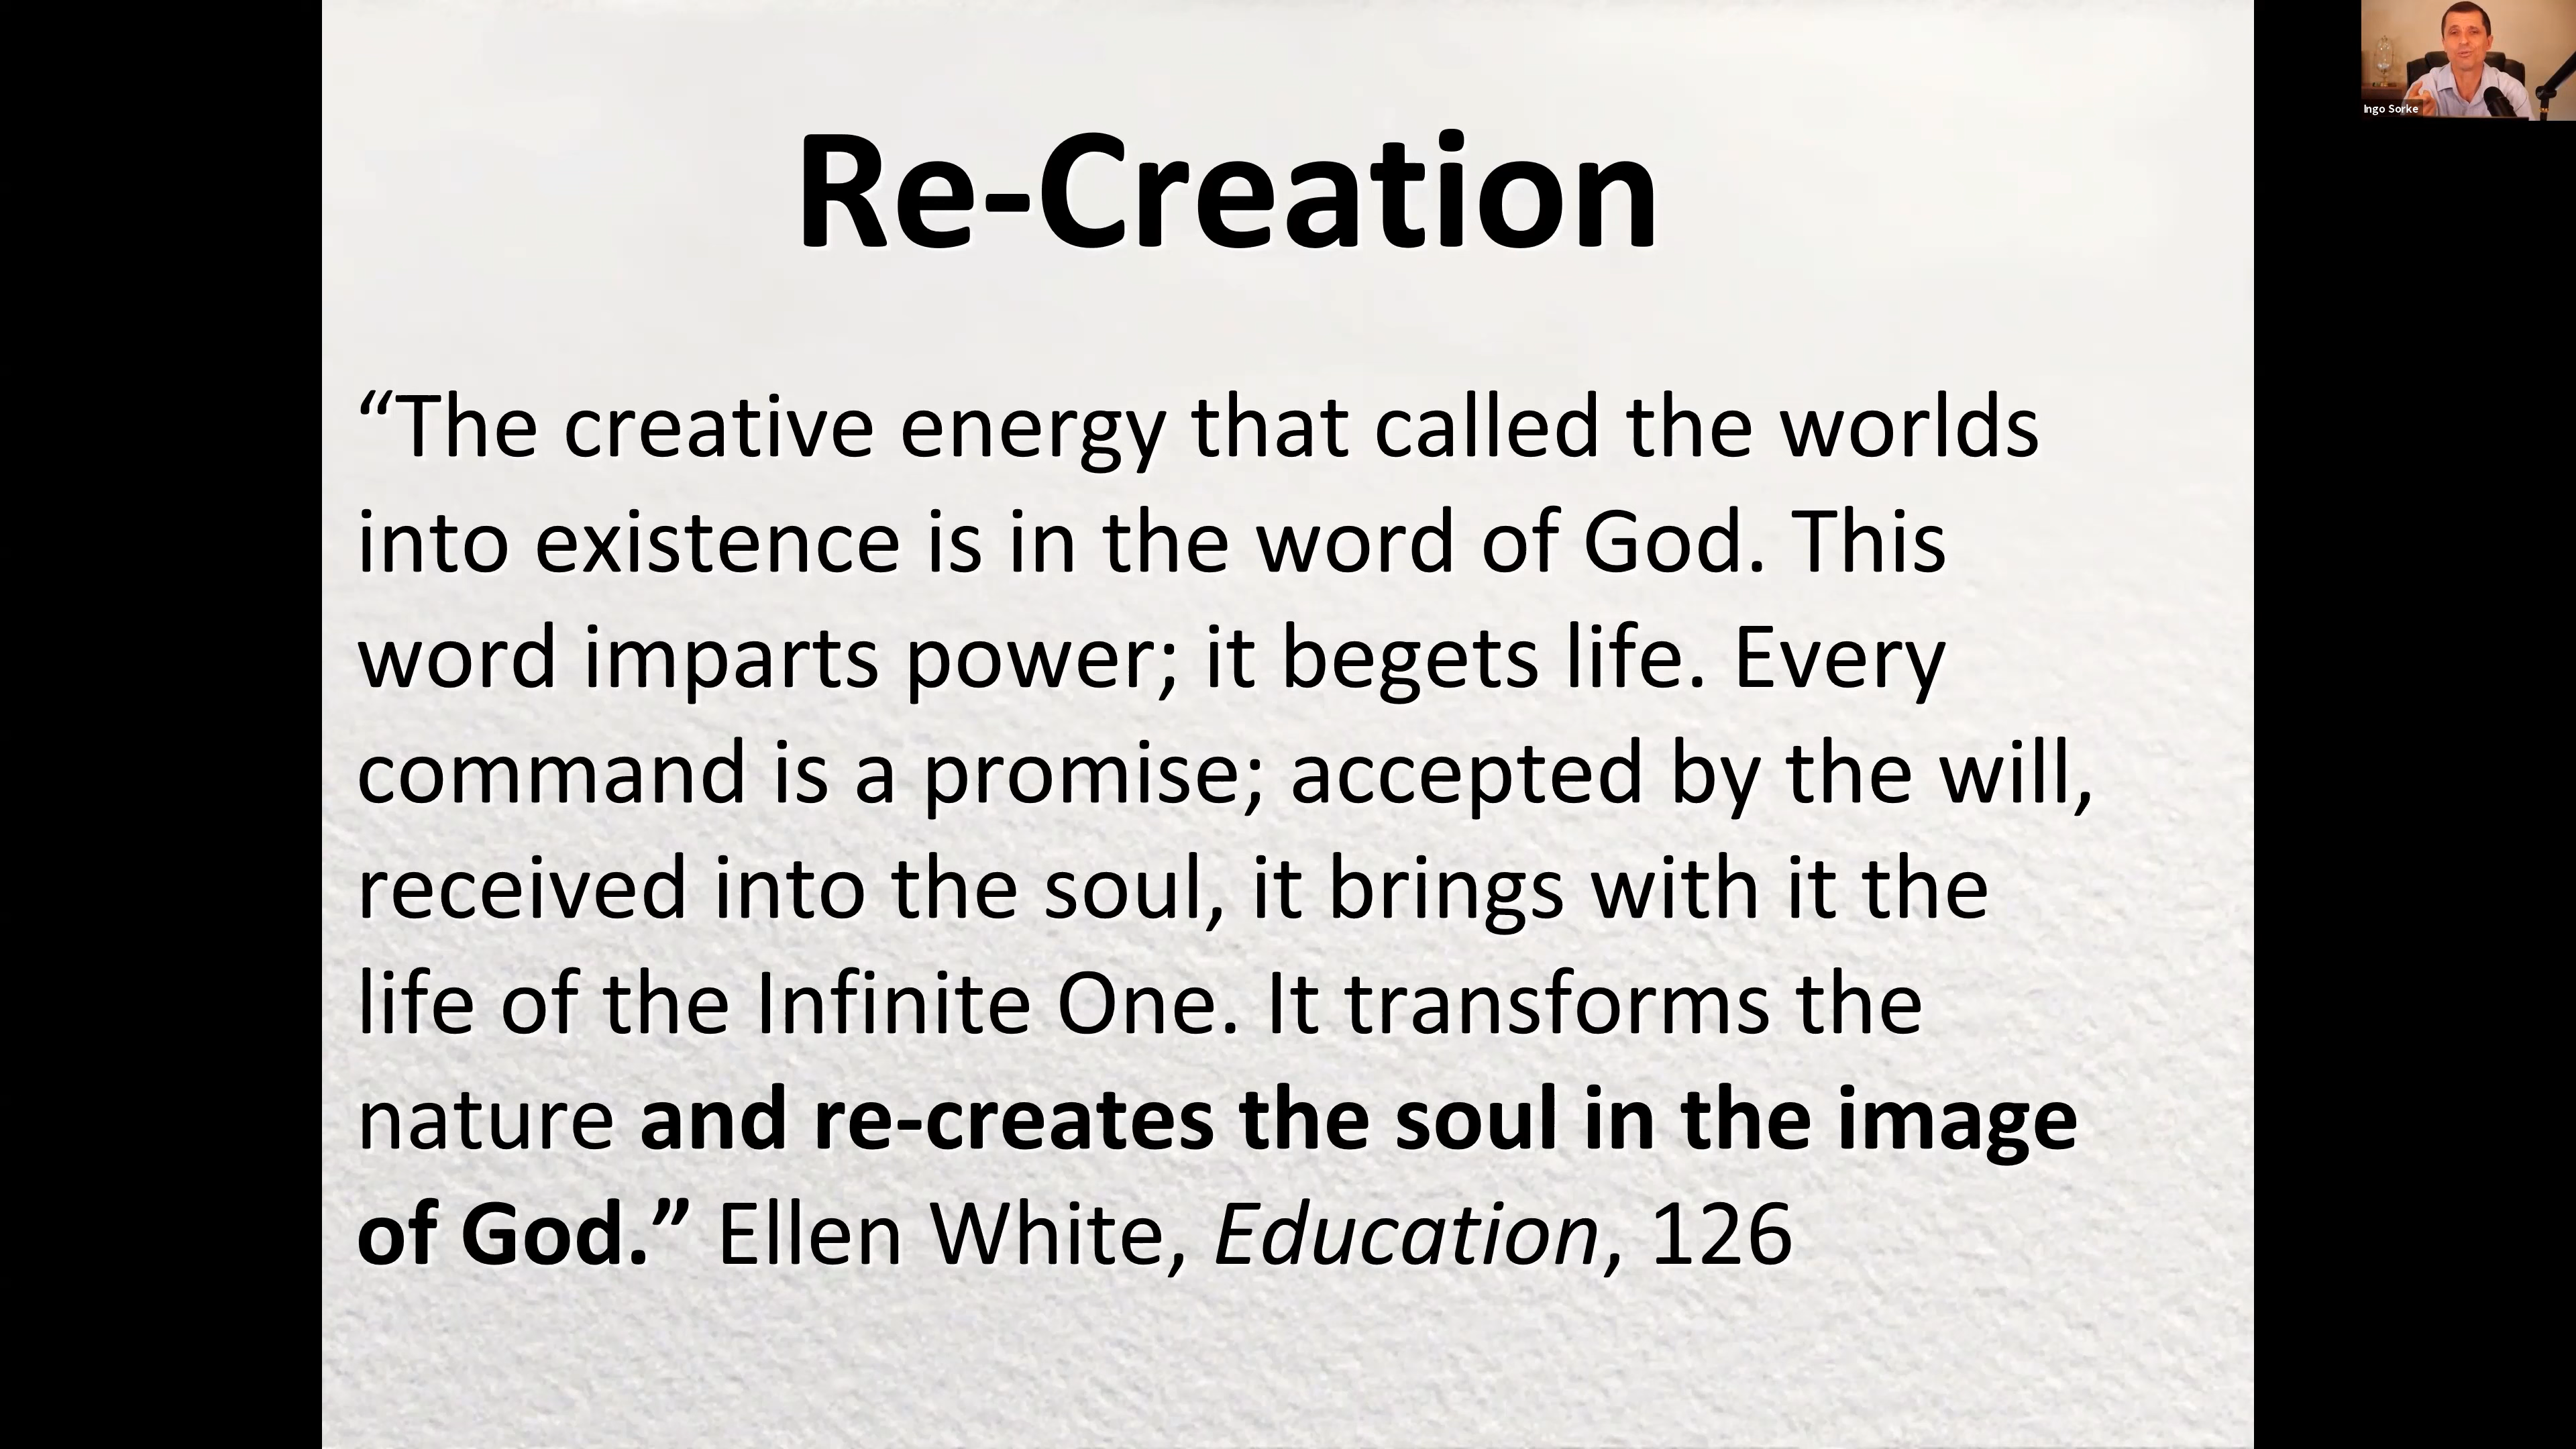 Re-Creation
“The creative energy that called the worlds
into existence is in the word of God. This
word imparts power; it begets life. Every
command is a promise; accepted by the will,
received into the soul, it brings with it the
life of the Infinite One. It transforms the
nature and re-creates the soul in the image
of God.” Ellen White, Education, 126
Ingo Sorke